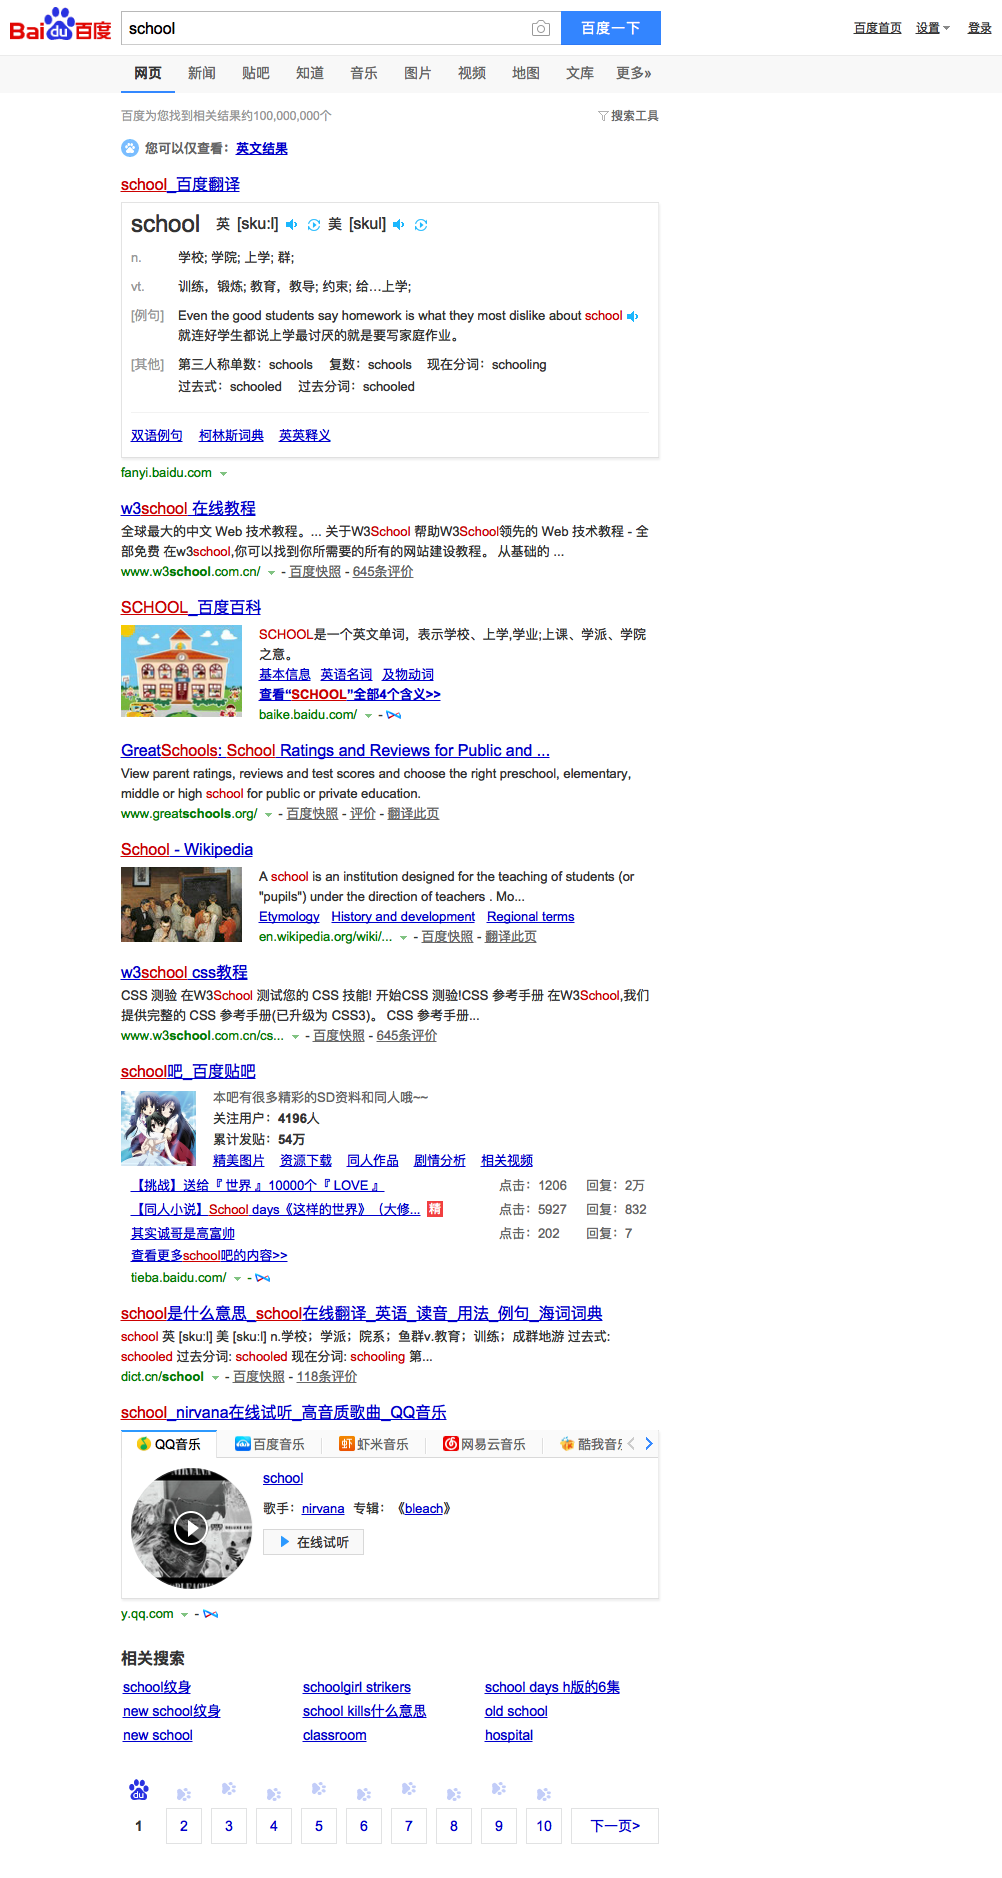 Bai du 百度 school 百度一下 百度首页 设置 登录
网页 新闻 贴吧 知道 音乐 图片 视频 地图 文库 更多»
百度为您找到相关结果约100,000,000个 搜索工具
您可以仅查看：英文结果
school_百度翻译
school 英 [sku:l] 美 [skul]
n. 学校; 学院; 上学; 群;
vt. 训练，锻炼; 教育，教导; 约束; 给…上学;
[例句] Even the good students say homework is what they most dislike about school
就连好学生都说上学最讨厌的就是要写家庭作业。
[其他] 第三人称单数：schools 复数：schools 现在分词：schooling
过去式：schooled 过去分词：schooled
双语例句 柯林斯词典 英英释义
fanyi.baidu.com
w3school 在线教程
全球最大的中文 Web 技术教程。... 关于W3School 帮助W3School领先的 Web 技术教程 - 全
部免费 在w3school,你可以找到你所需要的所有的网站建设教程。 从基础的 ...
www.w3school.com.cn/ - 百度快照 - 645条评价
SCHOOL_百度百科
SCHOOL是一个英文单词，表示学校、上学,学业;上课、学派、学院
之意。
基本信息 英语名词 及物动词
查看“SCHOOL”全部4个含义>>
baike.baidu.com/ -
GreatSchools: School Ratings and Reviews for Public and ...
View parent ratings, reviews and test scores and choose the right preschool, elementary,
middle or high school for public or private education.
www.greatschools.org/ - 百度快照 - 评价 - 翻译此页
School - Wikipedia
A school is an institution designed for the teaching of students (or
"pupils") under the direction of teachers . Mo...
Etymology History and development Regional terms
en.wikipedia.org/wiki/... - 百度快照 - 翻译此页
w3school css教程
CSS 测验 在W3School 测试您的 CSS 技能! 开始CSS 测验!CSS 参考手册 在W3School,我们
提供完整的 CSS 参考手册(已升级为 CSS3)。 CSS 参考手册...
www.w3school.com.cn/cs... - 百度快照 - 645条评价
school吧_百度贴吧
本吧有很多精彩的SD资料和同人哦~~
关注用户：4196人
累计发贴：54万
精美图片 资源下载 同人作品 剧情分析 相关视频
【挑战】送给『 世界 』10000个『 LOVE 』 点击：1206 回复：2万
【同人小说】School days《这样的世界》（大修... 精 点击：5927 回复：832
其实诚哥是高富帅 点击：202 回复：7
查看更多school吧的内容>>
tieba.baidu.com/ -
school是什么意思_school在线翻译_英语_读音_用法_例句_海词词典
school 英 [sku:l] 美 [sku:l] n.学校；学派；院系；鱼群v.教育；训练；成群地游 过去式:
schooled 过去分词: schooled 现在分词: schooling 第...
dict.cn/school - 百度快照 - 118条评价
school_nirvana在线试听_高音质歌曲_QQ音乐
QQ音乐 百度音乐 虾 虾米音乐 网易云音乐 酷我音乐
school
歌手：nirvana 专辑：《bleach》
在线试听
y.qq.com -
相关搜索
school纹身 schoolgirl strikers school days h版的6集
new school纹身 school kills什么意思 old school
new school classroom hospital
du
1 2 3 4 5 6 7 8 9 10 下一页>